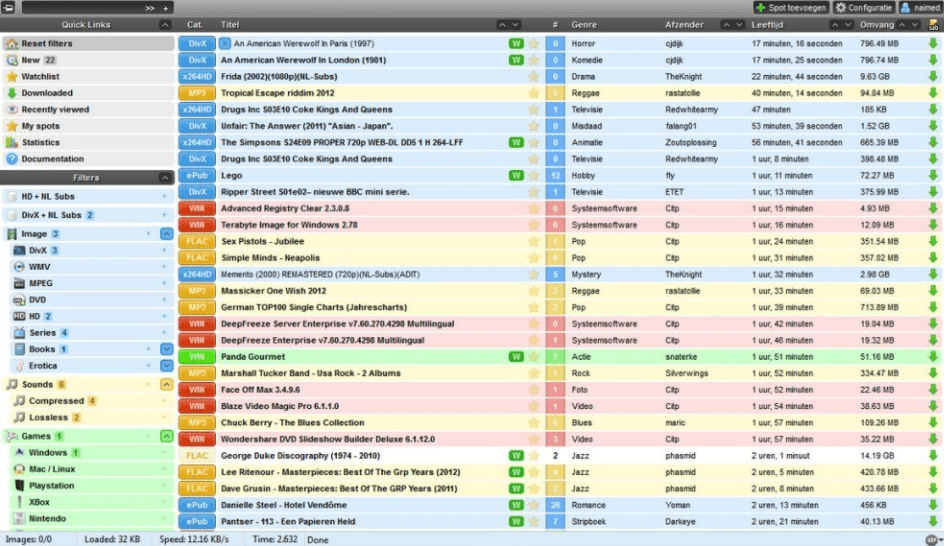 >> + Spot toevoegen Configuratie naimed
Quick Links Cat. Titel # Genre Afzender Leeftijd Omvang
Reset filters
New 22
Watchlist
Downloaded
Recently viewed
My spots
Statistics
Documentation
Filters
HD + NL Subs
DivX + NL Subs 2
Image 3
DivX 3
WMV
MPEG
DVD
HD 2
Series 4
Books 1
Erotica
Sounds 6
Compressed 4
Lossless 2
Games 1
Windows 1
Mac / Linux
Playstation
XBox
Nintendo
DivX An American Werewolf In Paris (1997) W 0 Horror cjdijk 17 minuten, 16 seconden 796.49 MB
DivX An American Werewolf In London (1981) W 0 Komedie cjdijk 17 minuten, 25 seconden 796.74 MB
x264HD Frida (2002)(1080p)(NL-Subs) 0 Drama TheKnight 22 minuten, 44 seconden 9.63 GB
MP3 Tropical Escape riddim 2012 0 Reggae rastatollie 40 minuten, 14 seconden 94.84 MB
x264HD Drugs Inc S03E10 Coke Kings And Queens 1 Televisie Redwhitearmy 47 minuten 185 KB
DivX Unfair: The Answer (2011) "Asian - Japan". 0 Misdaad falang01 53 minuten, 39 seconden 1.52 GB
x264HD The Simpsons S24E09 PROPER 720p WEB-DL DD5 1 H 264-LFF W 0 Animatie Zoutoplossing 56 minuten, 41 seconden 665.39 MB
DivX Drugs Inc S03E10 Coke Kings And Queens 0 Televisie Redwhitearmy 1 uur, 8 minuten 398.48 MB
ePub Lego W 12 Hobby fly 1 uur, 11 minuten 72.27 MB
DivX Ripper Street S01e02– nieuwe BBC mini serie. 1 Televisie ETET 1 uur, 13 minuten 375.99 MB
WIN Advanced Registry Clear 2.3.0.8 0 Systeemsoftware Citp 1 uur, 15 minuten 4.93 MB
WIN Terabyte Image for Windows 2.78 0 Systeemsoftware Citp 1 uur, 16 minuten 12.09 MB
FLAC Sex Pistols - Jubilee 1 Pop Citp 1 uur, 24 minuten 351.54 MB
FLAC Simple Minds - Neapolis Pop Citp 1 uur, 31 minuten 357.02 MB
x264HD Memento (2000) REMASTERED (720p)(NL-Subs)(ADIT) 5 Mystery TheKnight 1 uur, 32 minuten 2.98 GB
MP3 Massicker One Wish 2012 Reggae rastatollie 1 uur, 33 minuten 69.03 MB
MP3 German TOP100 Single Charts (Jahrescharts) Pop Citp 1 uur, 39 minuten 713.89 MB
WIN DeepFreeze Server Enterprise v7.60.270.4298 Multilingual 0 Systeemsoftware Citp 1 uur, 42 minuten 19.04 MB
WIN DeepFreeze Enterprise v7.60.270.4298 Multilingual 1 Systeemsoftware Citp 1 uur, 46 minuten 19.32 MB
WIN Panda Gourmet W 2 Actie snaterke 1 uur, 51 minuten 51.16 MB
MP3 Marshall Tucker Band - Usa Rock - 2 Albums 1 Rock Silverwings 1 uur, 52 minuten 334.47 MB
WIN Face Off Max 3.4.9.6 1 Foto Citp 1 uur, 52 minuten 22.46 MB
WIN Blaze Video Magic Pro 6.1.1.0 1 Video Citp 1 uur, 54 minuten 38.63 MB
MP3 Chuck Berry - The Blues Collection Blues maric 1 uur, 57 minuten 109.26 MB
WIN Wondershare DVD Slideshow Builder Deluxe 6.1.12.0 3 Video Citp 1 uur, 57 minuten 35.22 MB
FLAC George Duke Discography (1974 - 2010) W 2 Jazz phasmid 2 uren, 1 minuut 14.19 GB
FLAC Lee Ritenour - Masterpieces: Best Of The Grp Years (2012) W Jazz phasmid 2 uren, 5 minuten 420.78 MB
FLAC Dave Grusin - Masterpieces: Best Of The GRP Years (2011) W 2 Jazz phasmid 2 uren, 8 minuten 433.66 MB
ePub Danielle Steel - Hotel Vendôme W 26 Romance Yoman 2 uren, 13 minuten 456 KB
ePub Pantser - 113 - Een Papieren Held W 7 Stripboek Darkeye 2 uren, 21 minuten 40.13 MB
Images: 0/0 Loaded: 32 KB Speed: 12.16 KB/s Time: 2.632 Done